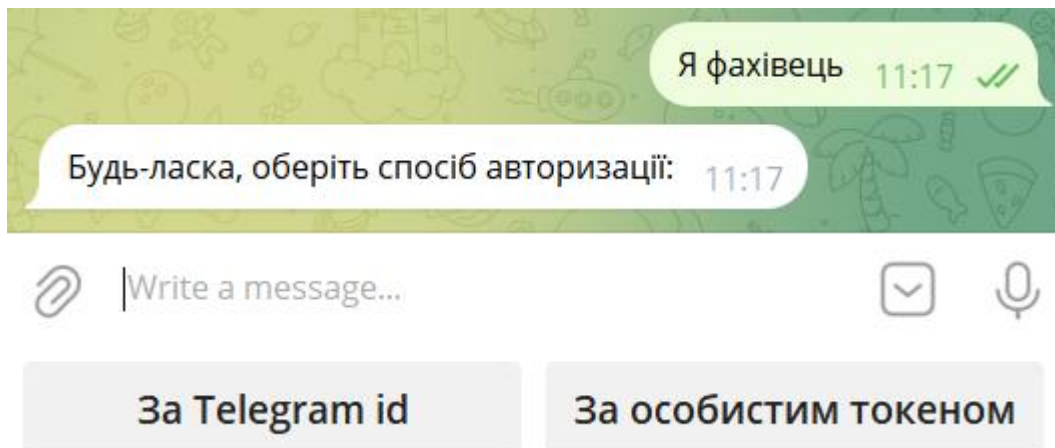 Я фахівець 11:17
Будь-ласка, оберіть спосіб авторизації: 11:17
Write a message...
За Telegram id
За особистим токеном